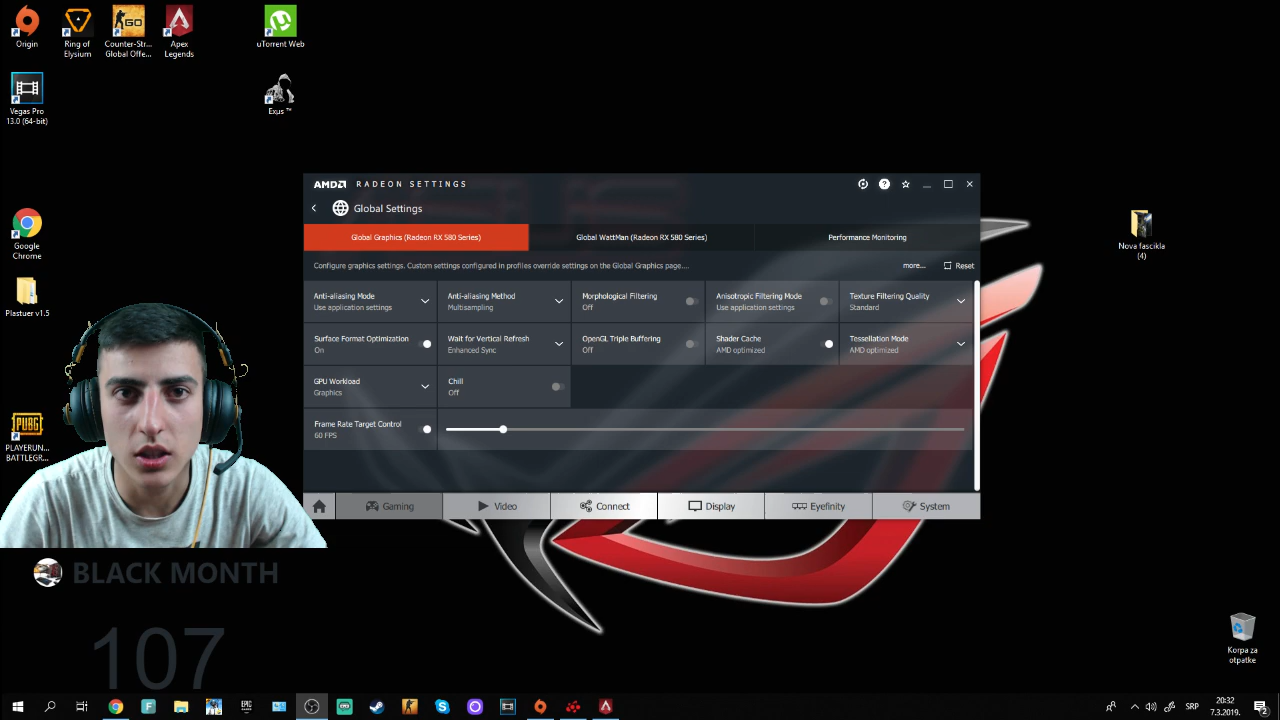 Origin
Ring of
Elysium
Counter-Str...
Global Offe...
Apex
Legends
uTorrent Web
Vegas Pro
13.0 (64-bit)
Exµs ™
Google
Chrome
Plastuer v1.5
PUBG
PLAYERUN...
BATTLEGR...
Nova fascikla
(4)
AMD RADEON SETTINGS
Global Settings
Global Graphics (Radeon RX 580 Series)
Global WattMan (Radeon RX 580 Series)
Performance Monitoring
Configure graphics settings. Custom settings configured in profiles override settings on the Global Graphics page....
more...
Reset
Anti-aliasing Mode
Use application settings
Anti-aliasing Method
Multisampling
Morphological Filtering
Off
Anisotropic Filtering Mode
Use application settings
Texture Filtering Quality
Standard
Surface Format Optimization
On
Wait for Vertical Refresh
Enhanced Sync
OpenGL Triple Buffering
Off
Shader Cache
AMD optimized
Tessellation Mode
AMD optimized
GPU Workload
Graphics
Chill
Off
Frame Rate Target Control
60 FPS
Gaming
Video
Connect
Display
Eyefinity
System
BLACK MONTH
107
Korpa za
otpatke
SRP
20:32
7.3.2019.
2